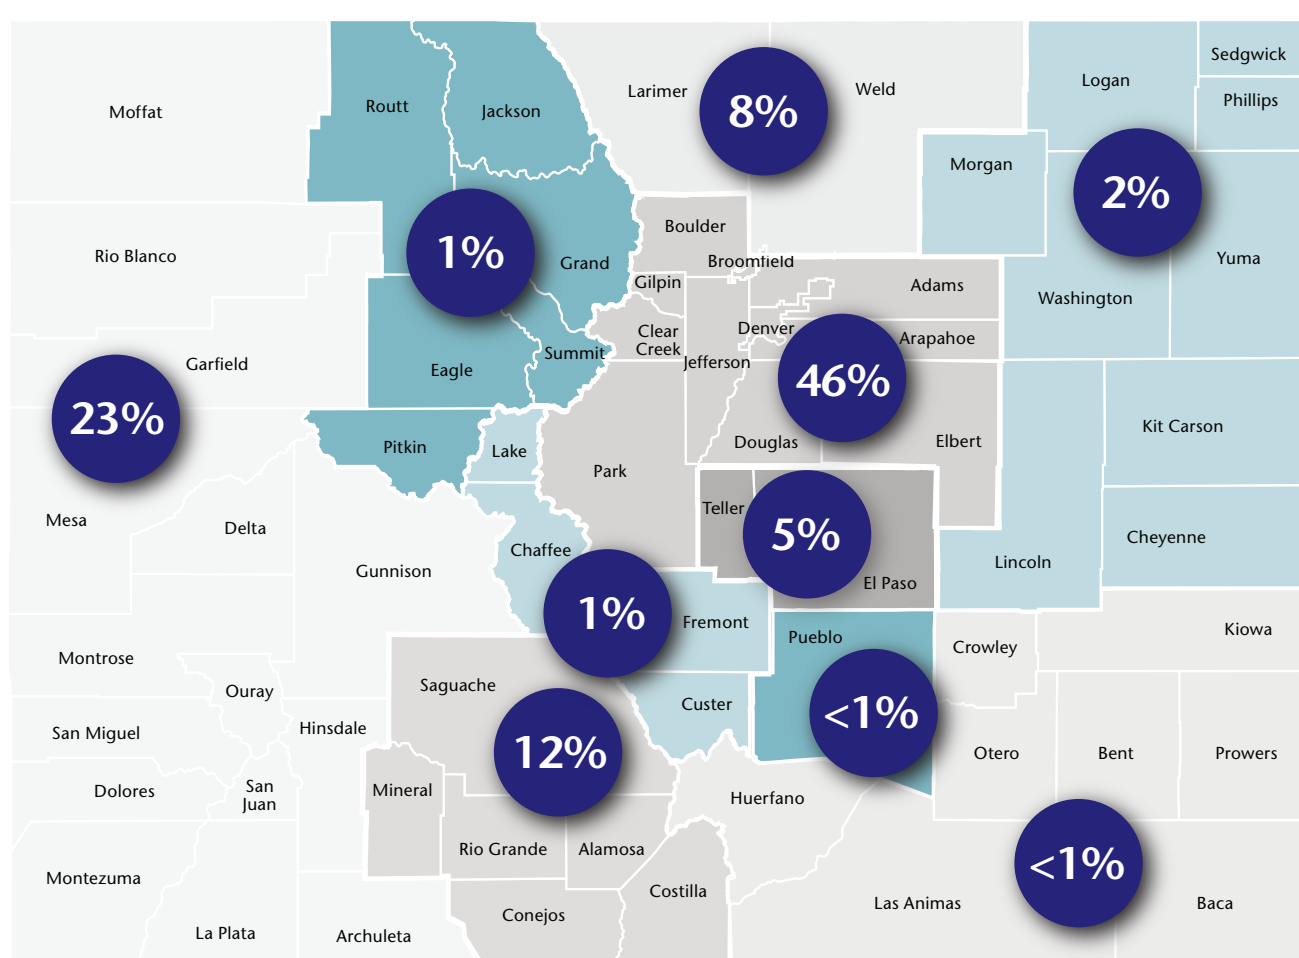 Sedgwick
Moffat
Routt
Jackson
Larimer
8%
Weld
Logan
Phillips
Morgan
2%
Rio Blanco
1%
Grand
Boulder
Broomfield
Gilpin
Adams
Washington
Yuma
Garfield
Eagle
Summit
Clear
Creek
Jefferson
Denver
Arapahoe
23%
46%
Pitkin
Lake
Park
Douglas
Elbert
Kit Carson
Mesa
Delta
Gunnison
Chaffee
Teller
5%
El Paso
Lincoln
Cheyenne
1%
Fremont
Pueblo
Crowley
Kiowa
Montrose
Ouray
Saguache
Custer
<1%
San Miguel
Hinsdale
12%
Otero
Bent
Prowers
Dolores
San
Juan
Mineral
Huerfano
Rio Grande
Alamosa
<1%
Montezuma
Costilla
Las Animas
Baca
La Plata
Archuleta
Conejos